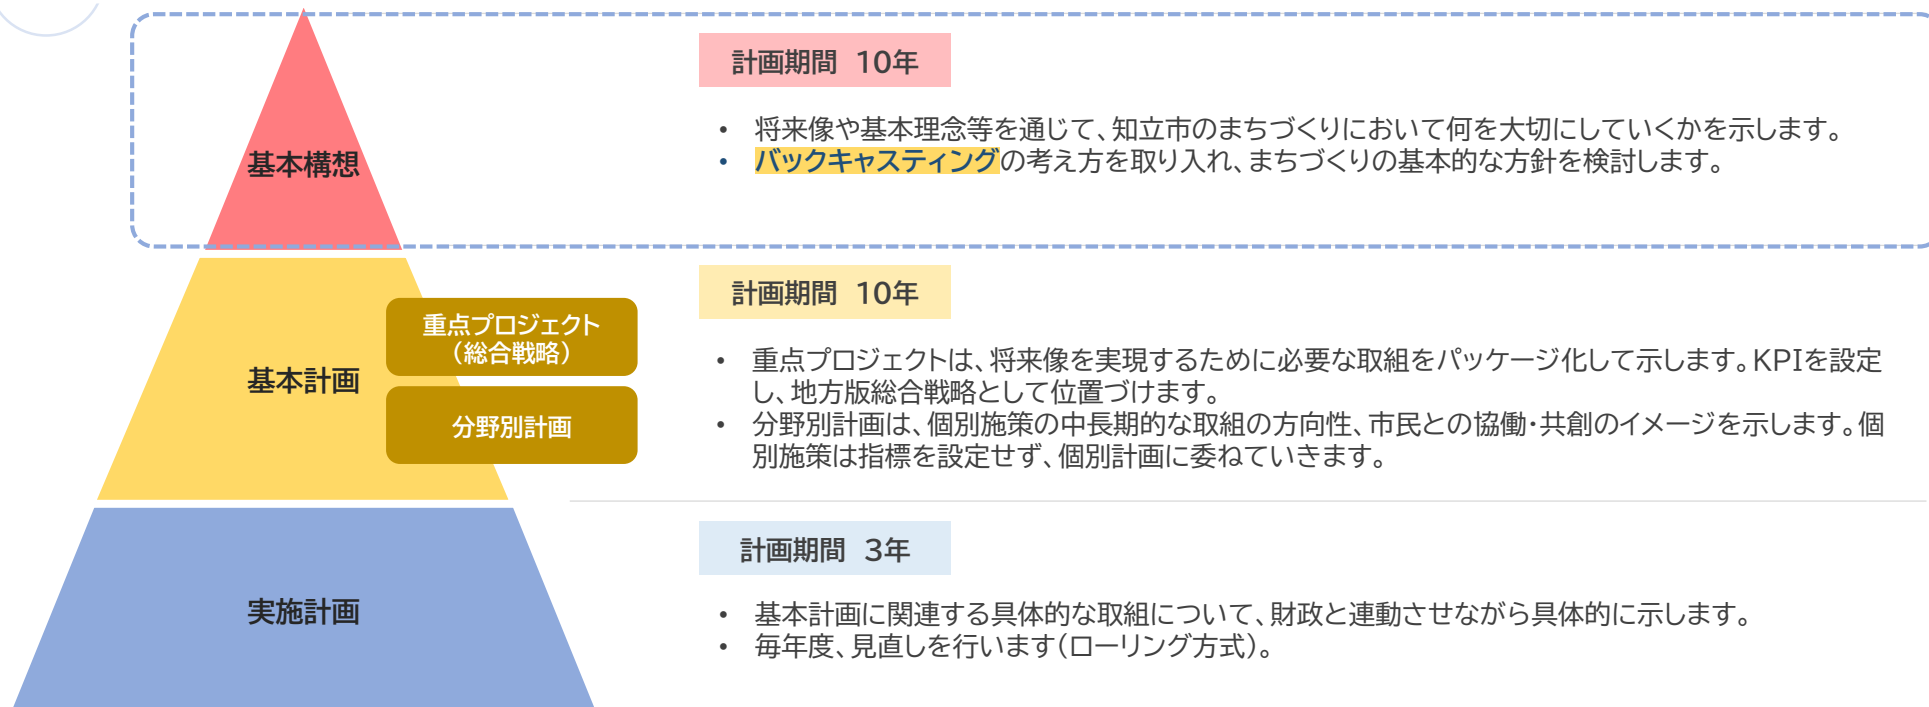 計画期間 10年
• 将来像や基本理念等を通じて、知立市のまちづくりにおいて何を大切にしていくかを示します。
• バックキャスティングの考え方を取り入れ、まちづくりの基本的な方針を検討します。
基本構想
計画期間 10年
重点プロジェクト
（総合戦略）
基本計画
分野別計画
• 重点プロジェクトは、将来像を実現するために必要な取組をパッケージ化して示します。KPIを設定
し、地方版総合戦略として位置づけます。
• 分野別計画は、個別施策の中長期的な取組の方向性、市民との協働・共創のイメージを示します。個
別施策は指標を設定せず、個別計画に委ねていきます。
計画期間 3年
実施計画
• 基本計画に関連する具体的な取組について、財政と連動させながら具体的に示します。
• 毎年度、見直しを行います（ローリング方式）。